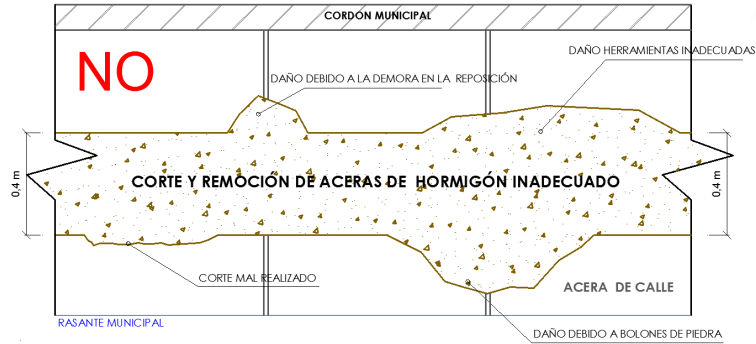 CORDON MUNICIPAL
NO
DAÑO HERRAMIENTAS INADECUADAS
DAÑO DEBIDO A LA DEMORA EN LA REPOSICIÓN
0,4 m
CORTE Y REMOCIÓN DE ACERAS DE HORMIGÓN INADECUADO
0,4 m
CORTE MAL REALIZADO
ACERA DE CALLE
RASANTE MUNICIPAL
DAÑO DEBIDO A BOLONES DE PIEDRA